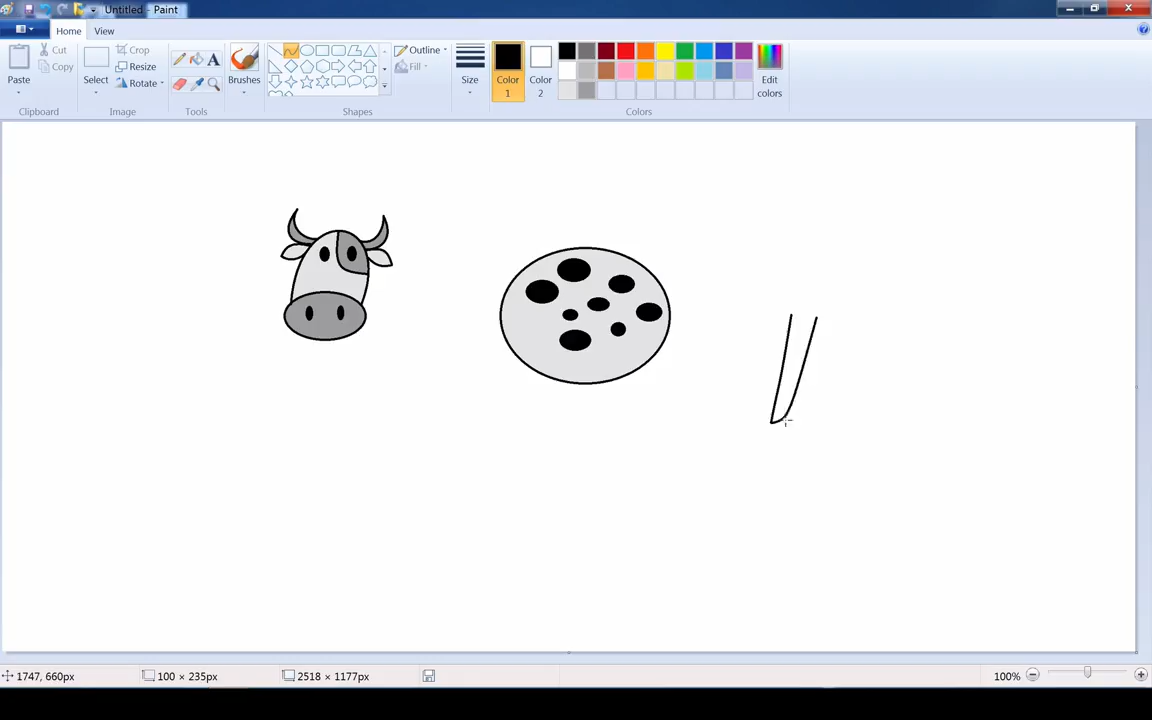 Untitled - Paint
Home
View
Paste
Cut
Copy
Clipboard
Select
Crop
Resize
Rotate
Image
A
Tools
Brushes
Outline
Fill
Shapes
Size
Color 1
Color 2
Edit colors
Colors
1747, 660px
100 × 235px
2518 × 1177px
100%